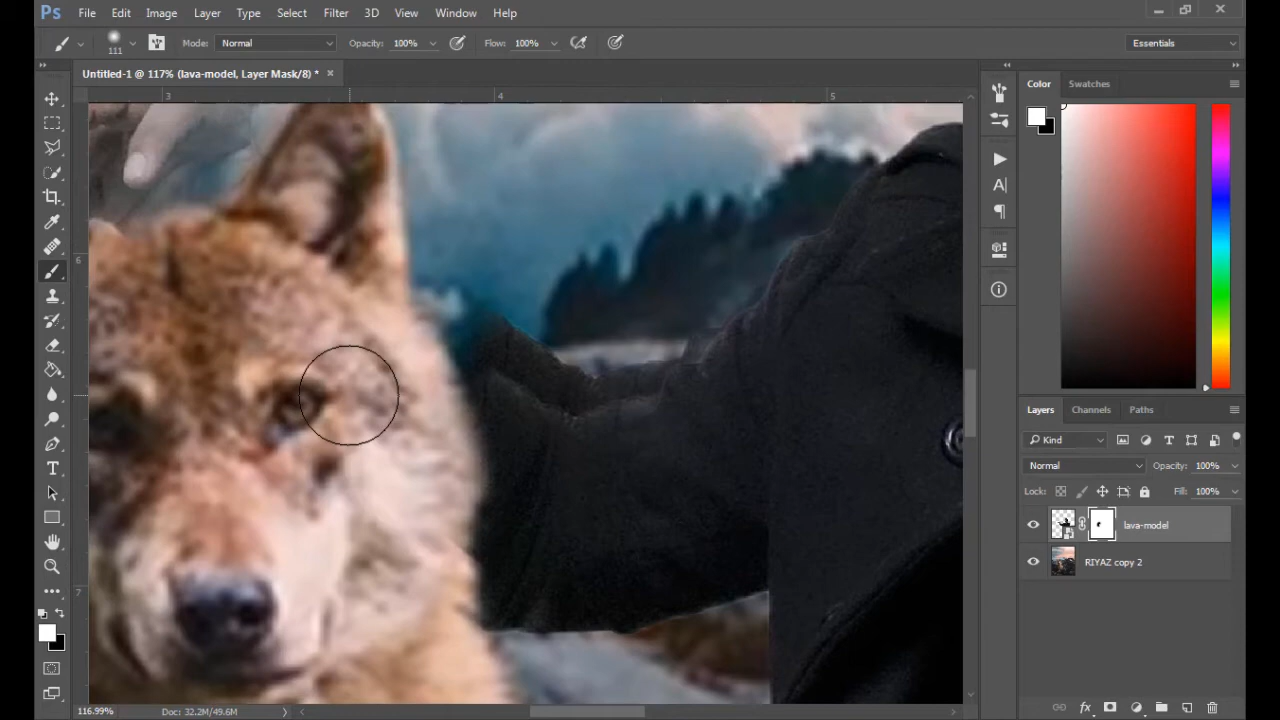 Ps File Edit Image Layer Type Select Filter 3D View Window Help
111 Mode: Normal Opacity: 100% Flow: 100% Essentials
Untitled-1 @ 117% (lava-model, Layer Mask/8) * ×
3 4 5
6
7
Color Swatches
Layers Channels Paths
Kind
Normal Opacity: 100%
Lock: Fill: 100%
lava-model
RIYAZ copy 2
fx
116.99% Doc: 32.2M/49.6M